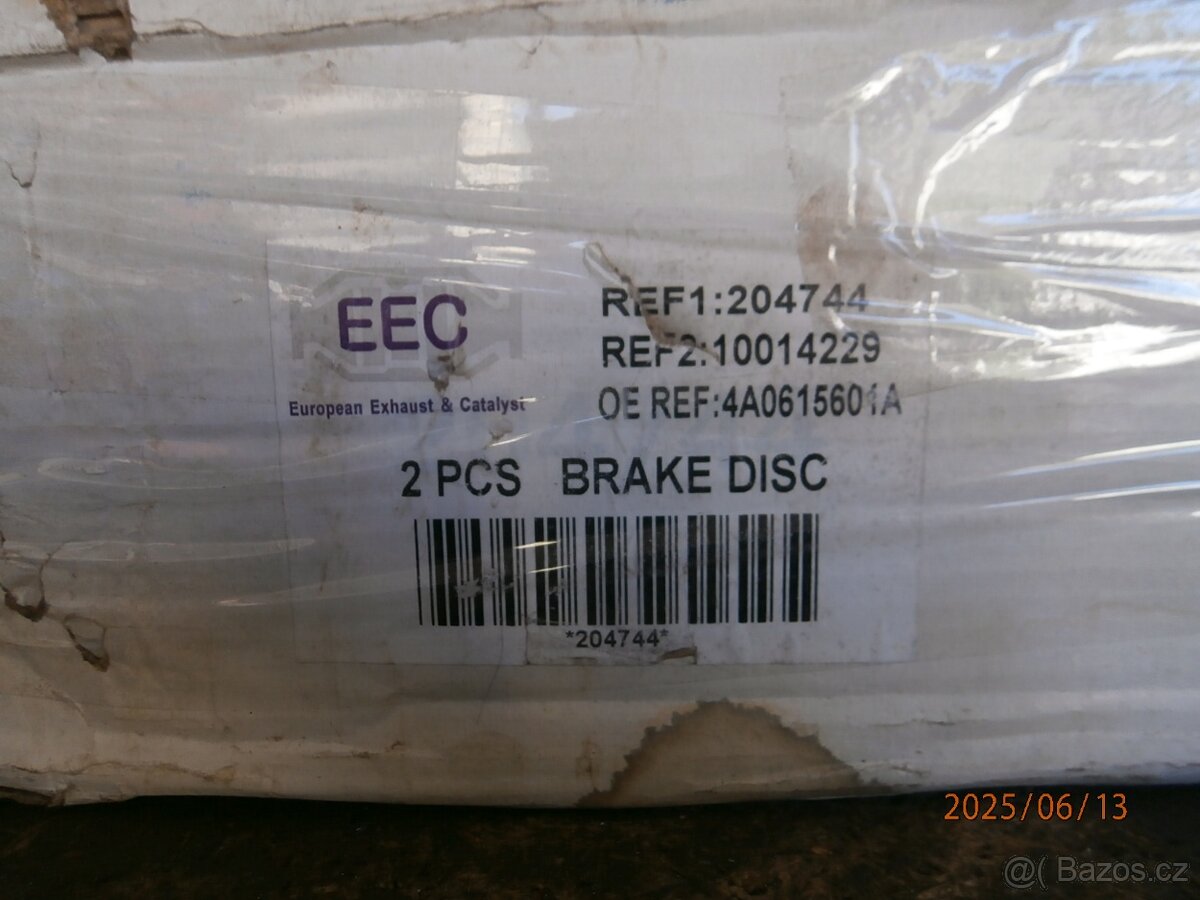 EEC
European Exhaust & Catalyst
REF1:204744
REF2:10014229
OE REF:4A0615601A
2 PCS BRAKE DISC
*204744*
2025/06/13
@( Bazos.cz